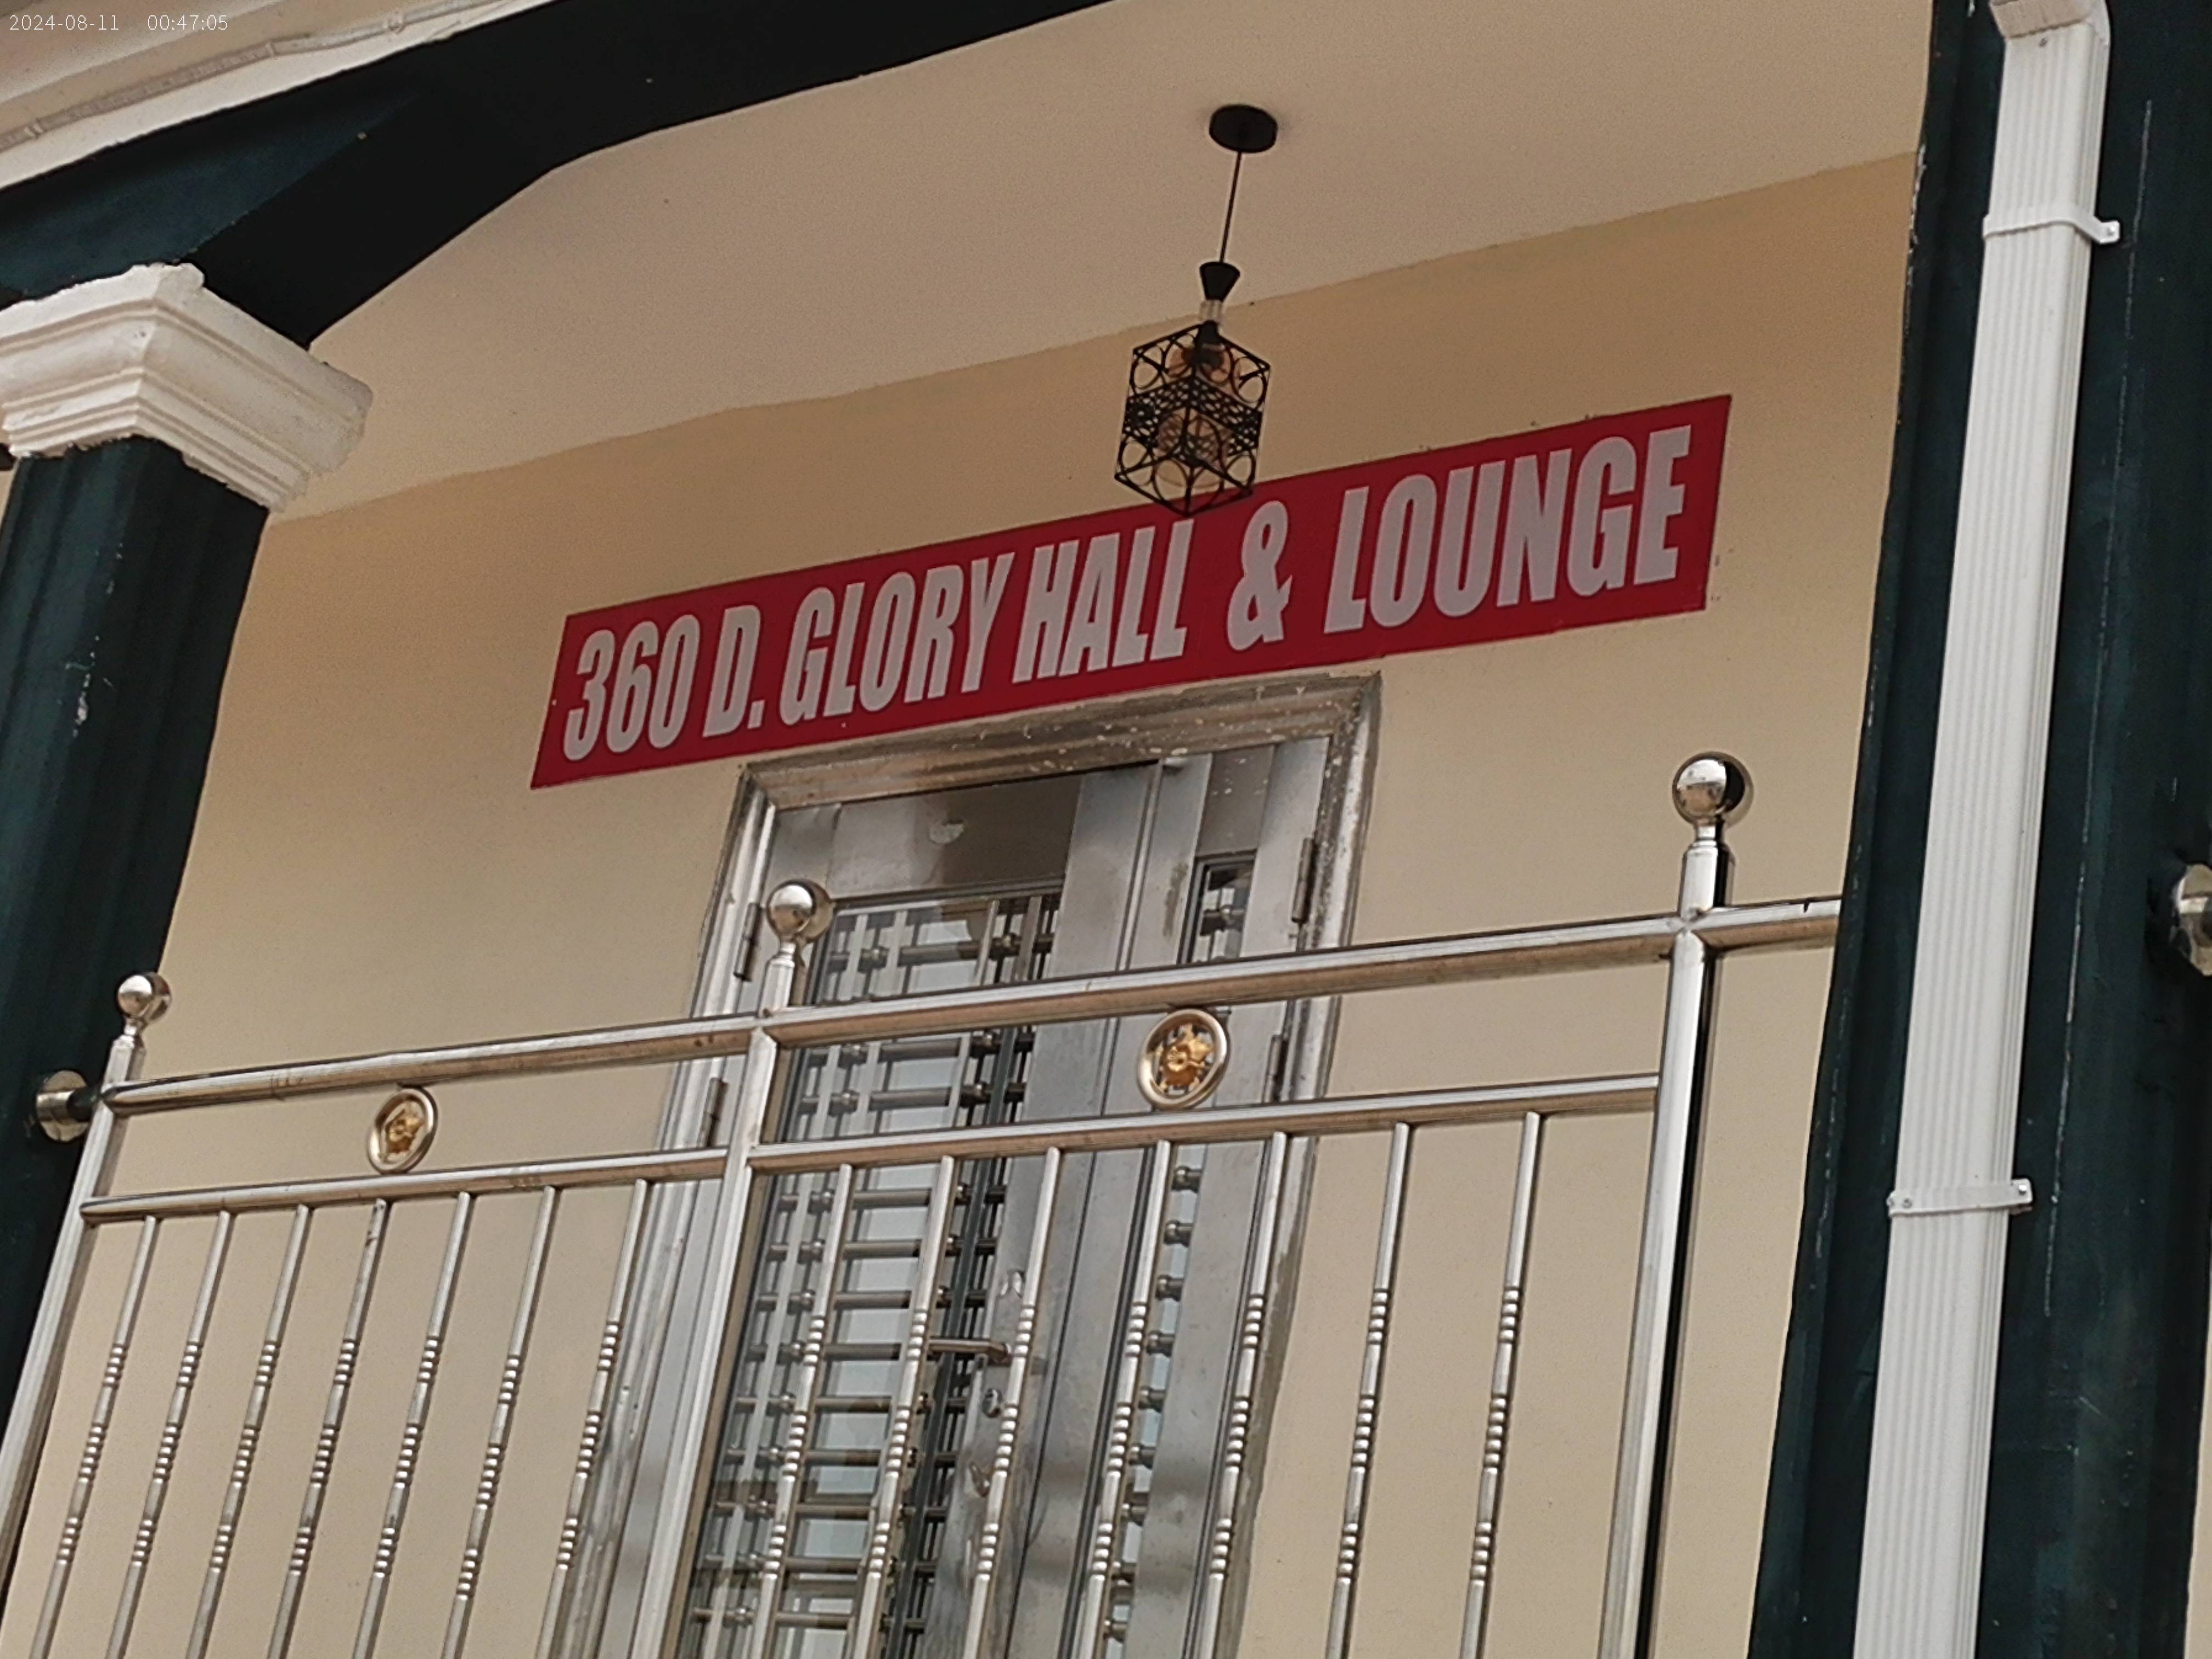 2024-08-11 00:47:05
360 D. GLORY HALL & LOUNGE